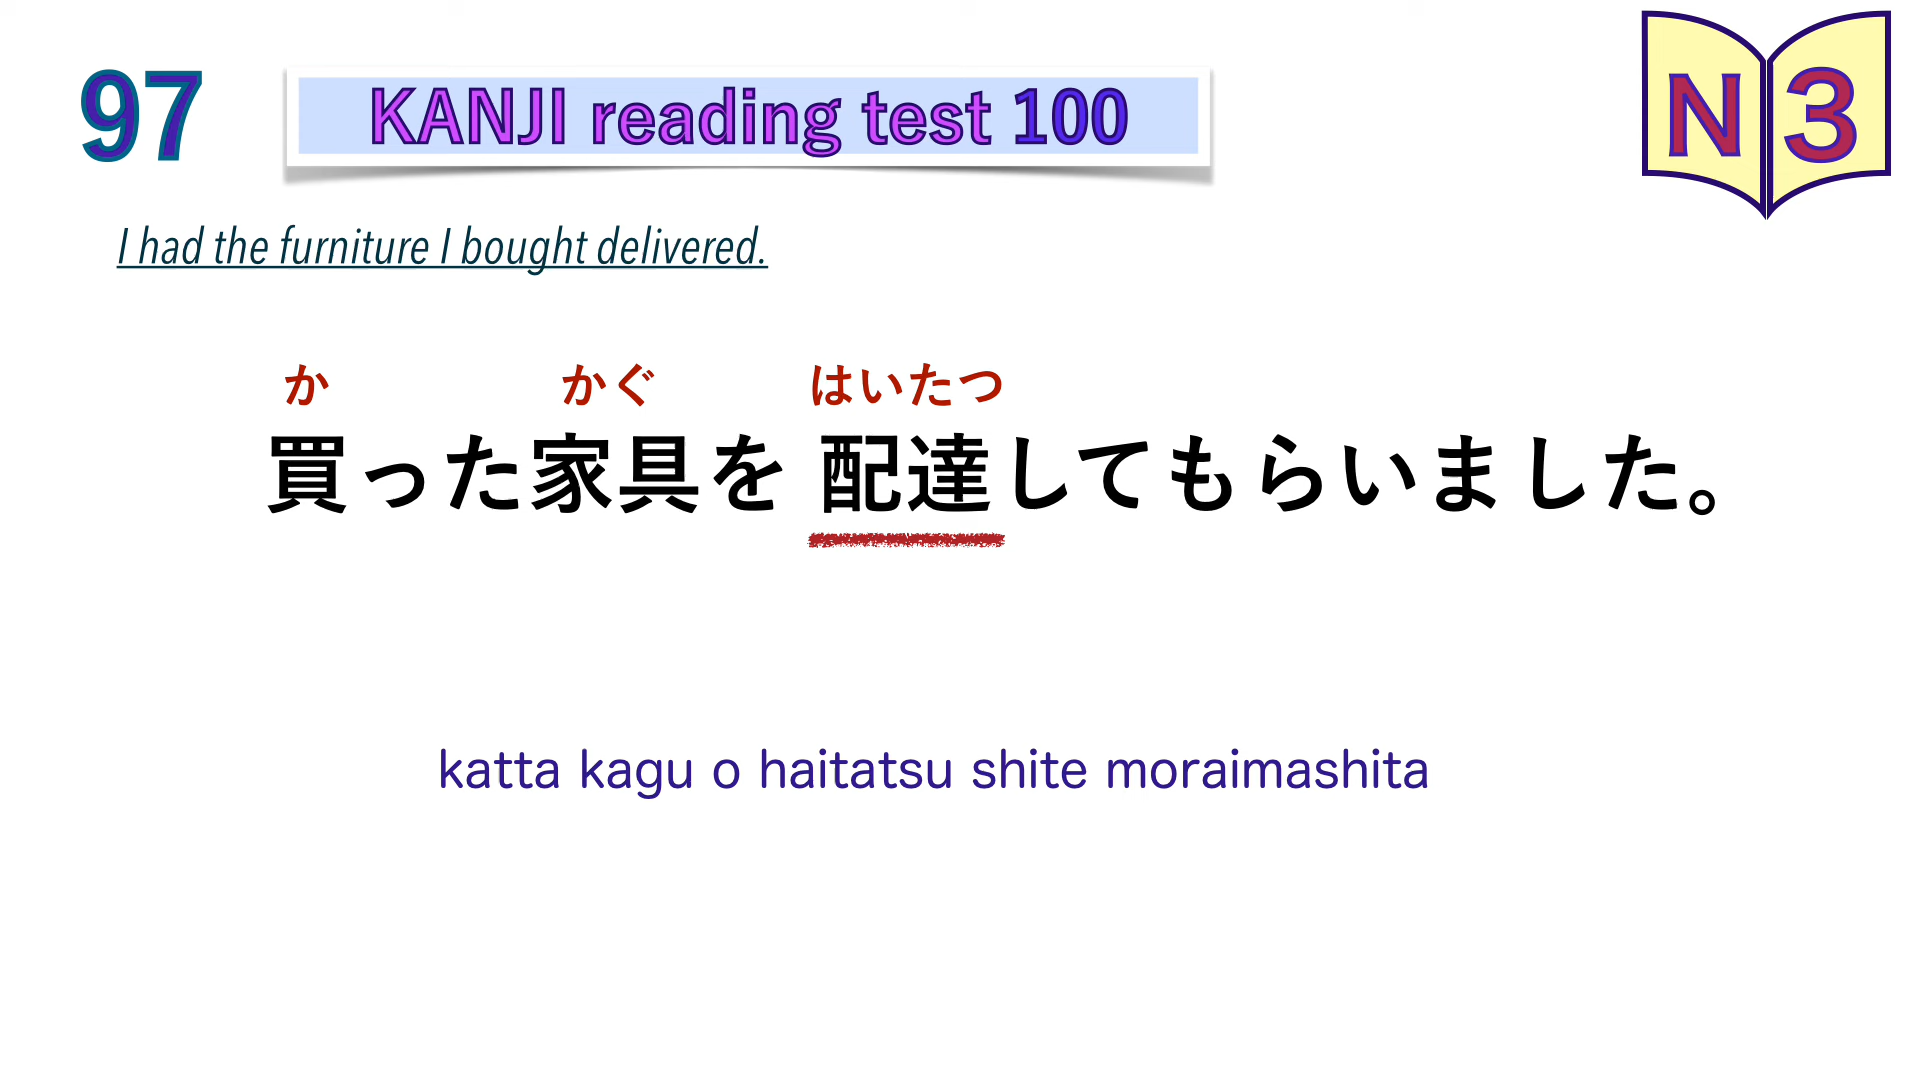 97
KANJI reading test 100
N 3
I had the furniture I bought delivered.
か かぐ はいたつ
買った家具を 配達してもらいました。
katta kagu o haitatsu shite moraimashita